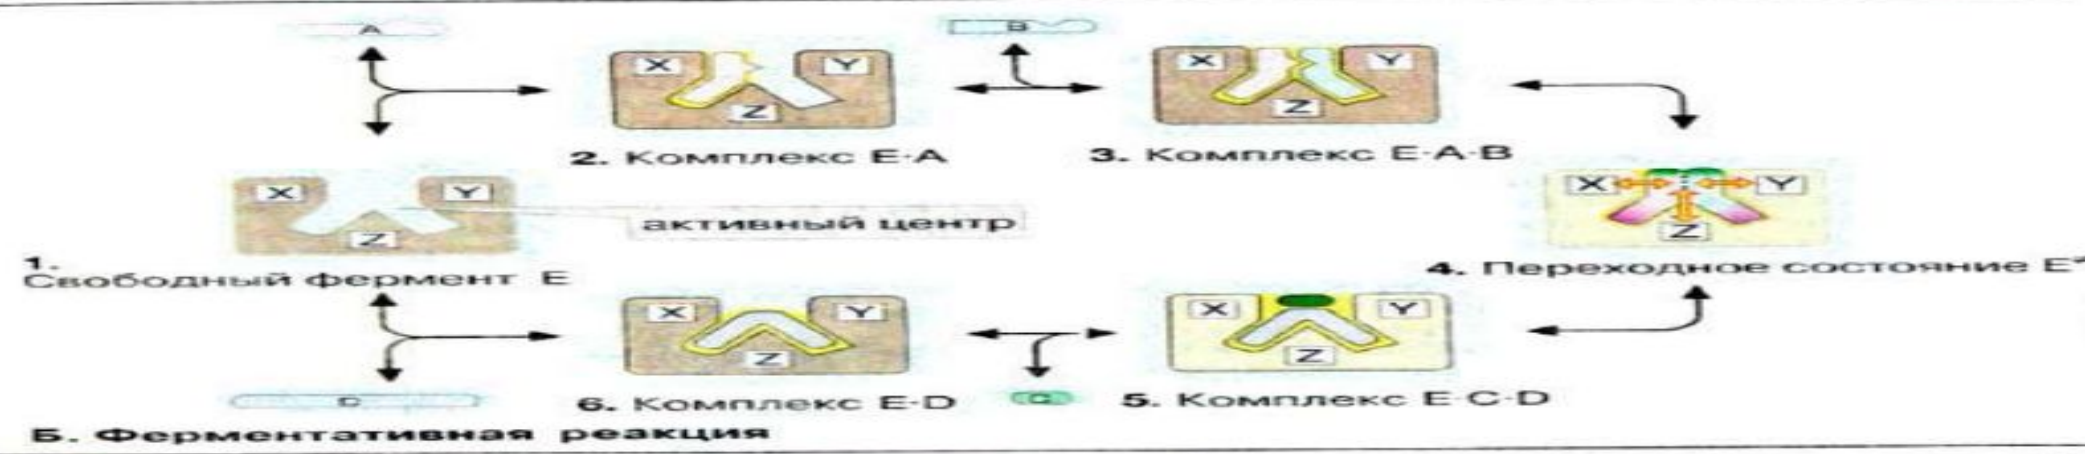 A
B
X Y
Z
2. Комплекс E·A
X Y
Z
3. Комплекс E·A·B
X Y
Z
активный центр
1.
Свободный фермент E
X Y
Z
4. Переходное состояние E*
X Y
Z
6. Комплекс E·D
X Y
Z
5. Комплекс E·C·D
D
C
Б. Ферментативная реакция